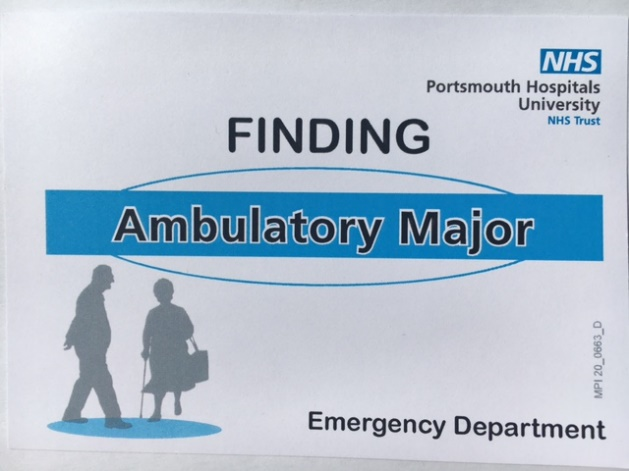 NHS
Portsmouth Hospitals
University
NHS Trust
FINDING
Ambulatory Major
MPI 20_0663_D
Emergency Department